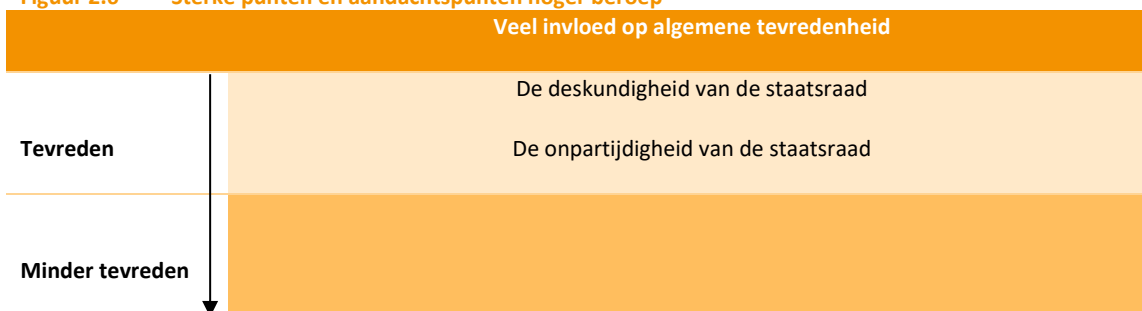 Veel invloed op algemene tevredenheid
De deskundigheid van de staatsraad
Tevreden
De onpartijdigheid van de staatsraad
Minder tevreden